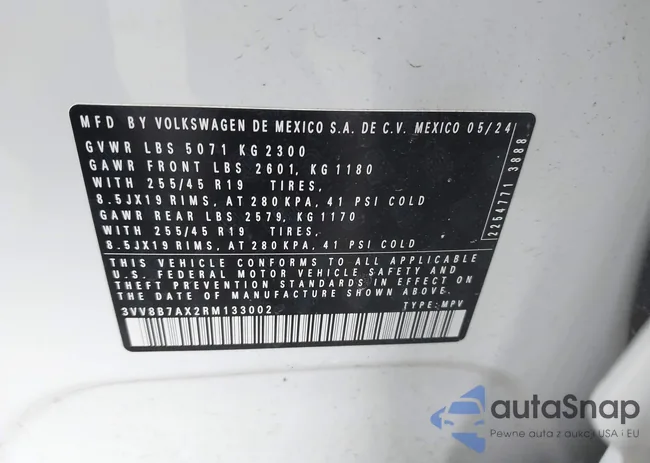 MFD BY VOLKSWAGEN DE MEXICO S.A. DE C.V. MEXICO 05/24
GVWR LBS 5071 KG 2300
GAWR FRONT LBS 2601, KG 1180
WITH 255/45 R19 TIRES,
8.5JX19 RIMS, AT 280 KPA, 41 PSI COLD
GAWR REAR LBS 2579, KG 1170
WITH 255/45 R19 TIRES,
8.5JX19 RIMS, AT 280 KPA, 41 PSI COLD
THIS VEHICLE CONFORMS TO ALL APPLICABLE
U.S. FEDERAL MOTOR VEHICLE SAFETY AND
THEFT PREVENTION STANDARDS IN EFFECT ON
THE DATE OF MANUFACTURE SHOWN ABOVE.
3VV8B7AX2RM133002 TYPE: MPV
2254771 3888
autaSnap
Pewne auta z aukcji USA i EU